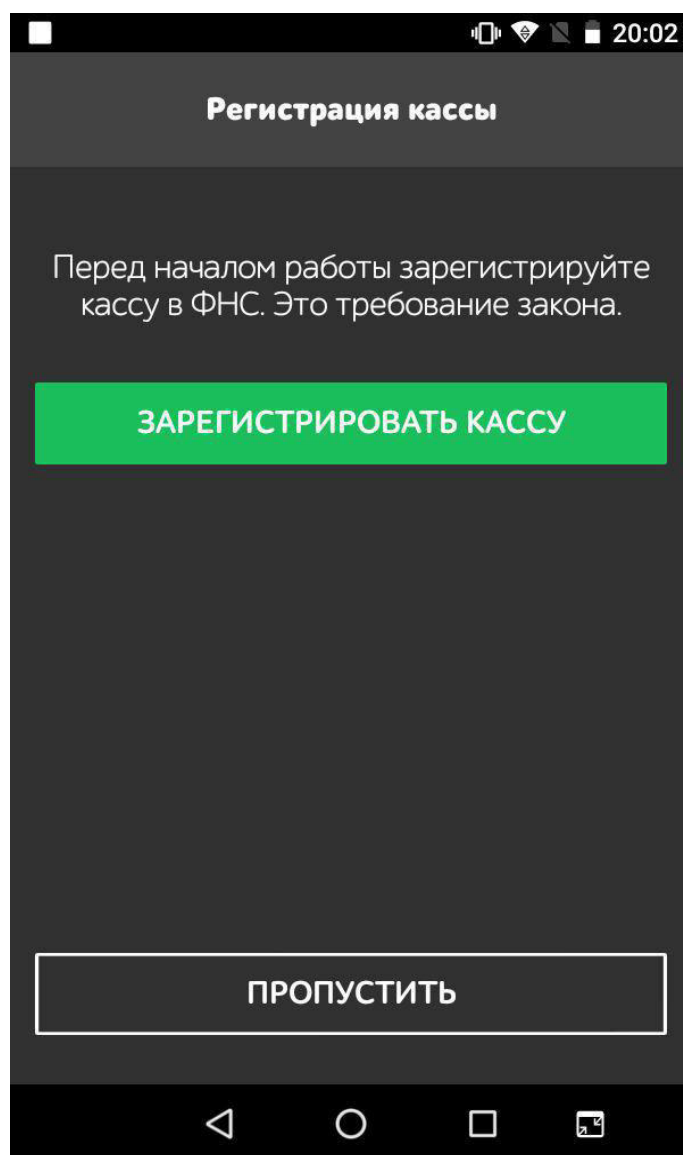 20:02
Регистрация кассы
Перед началом работы зарегистрируйте
кассу в ФНС. Это требование закона.
ЗАРЕГИСТРИРОВАТЬ КАССУ
ПРОПУСТИТЬ